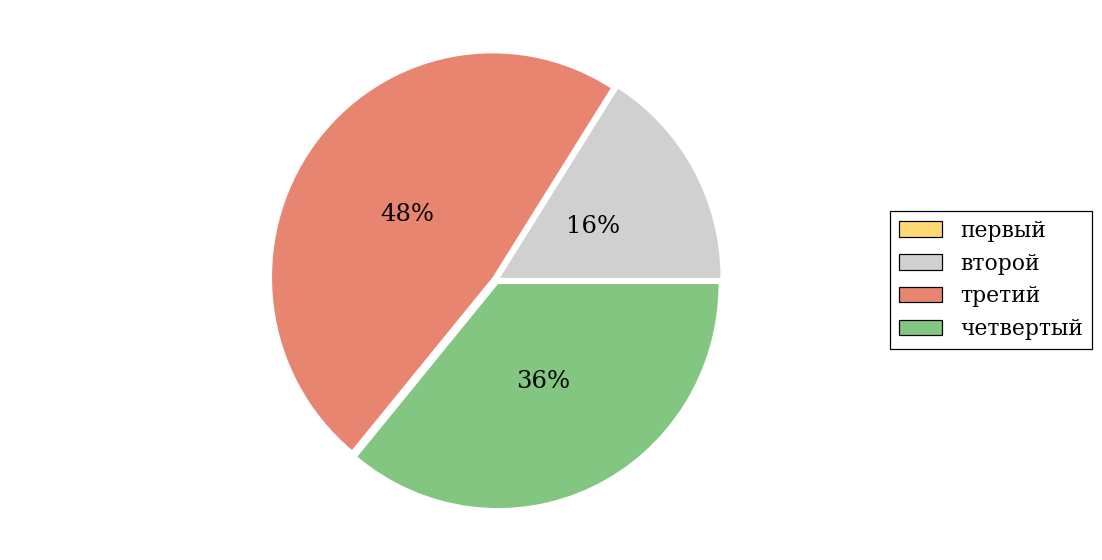 48%
16%
36%
первый
второй
третий
четвертый